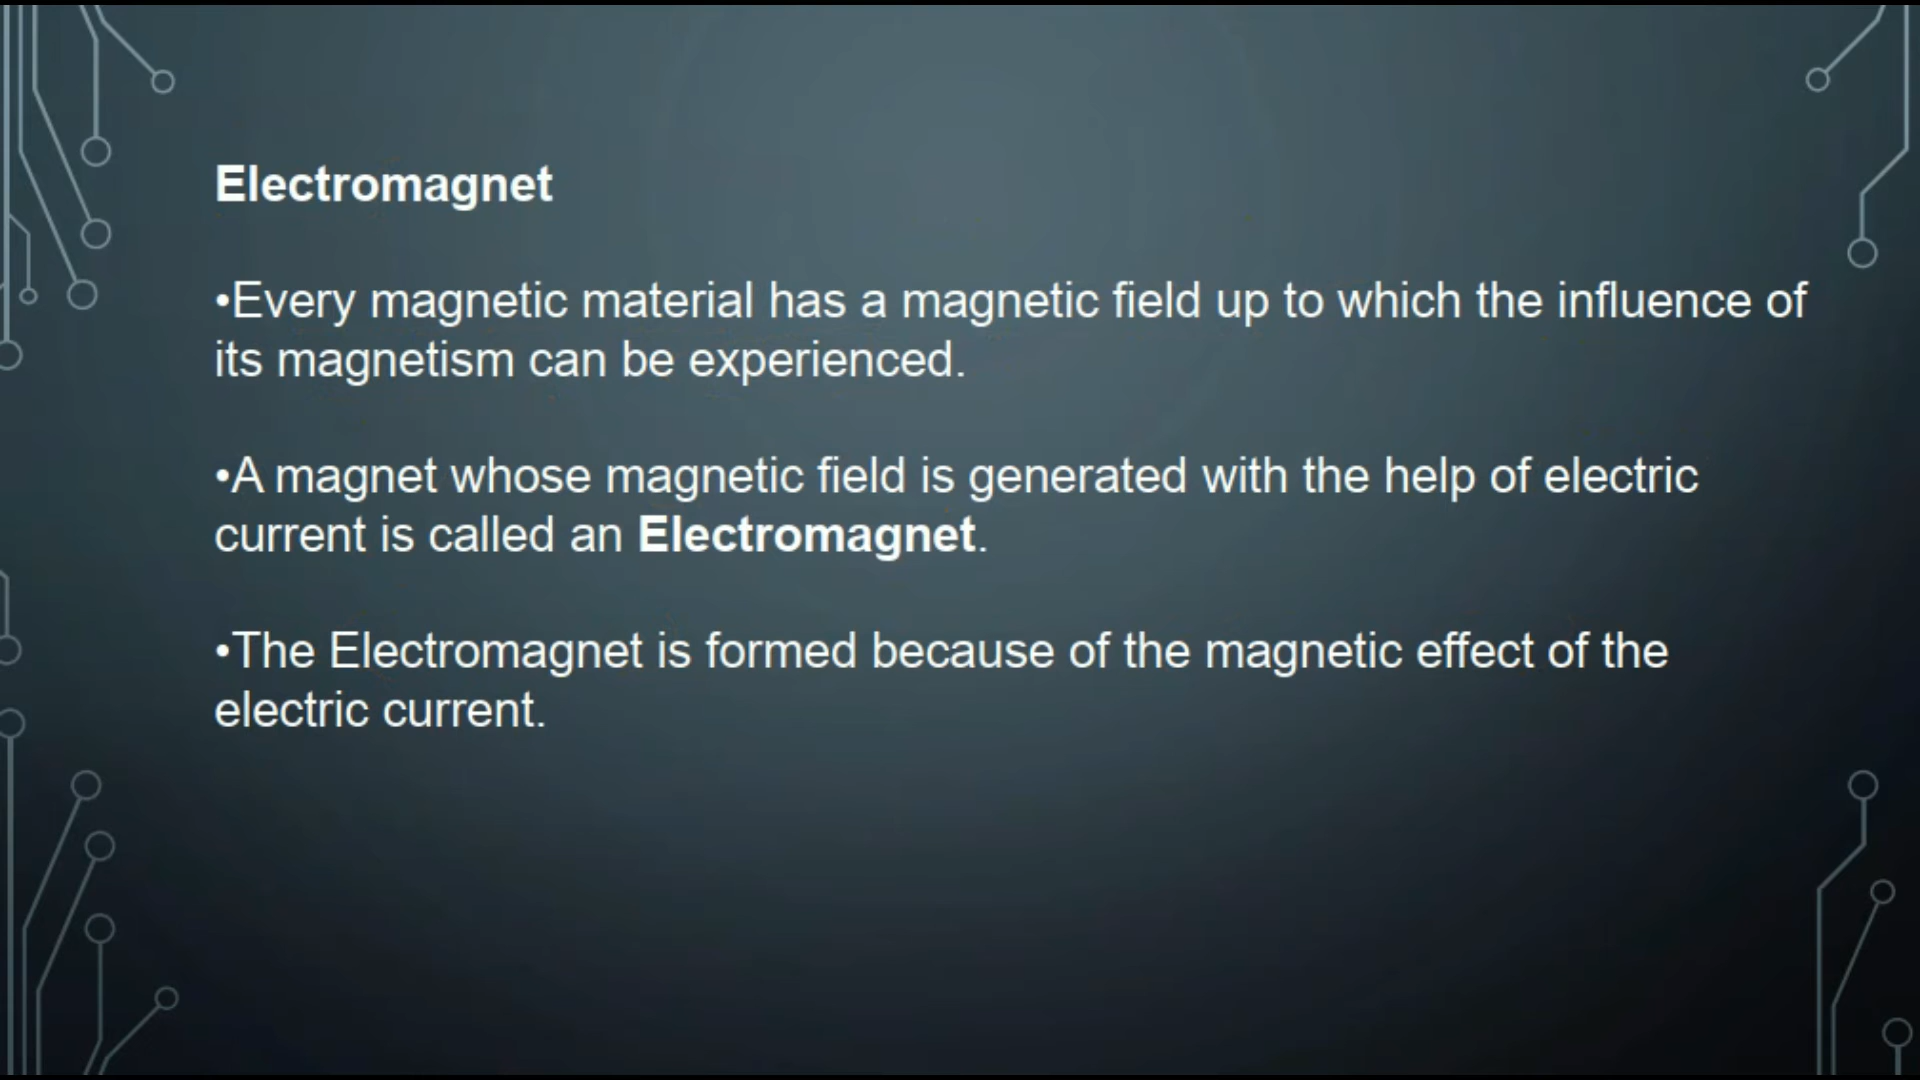 Electromagnet
•Every magnetic material has a magnetic field up to which the influence of
its magnetism can be experienced.
•A magnet whose magnetic field is generated with the help of electric
current is called an Electromagnet.
•The Electromagnet is formed because of the magnetic effect of the
electric current.